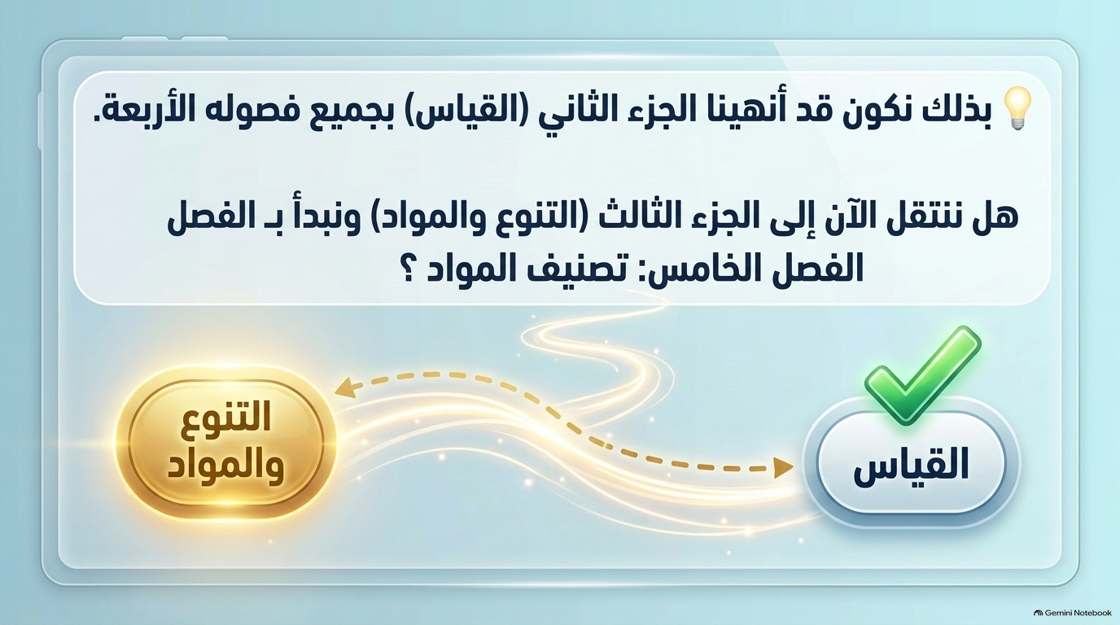 💡 بذلك نكون قد أنهينا الجزء الثاني (القياس) بجميع فصوله الأربعة.
هل ننتقل الآن إلى الجزء الثالث (التنوع والمواد) ونبدأ بـ الفصل
الفصل الخامس: تصنيف المواد ؟
القياس
التنوع
والمواد
Gemini Notebook